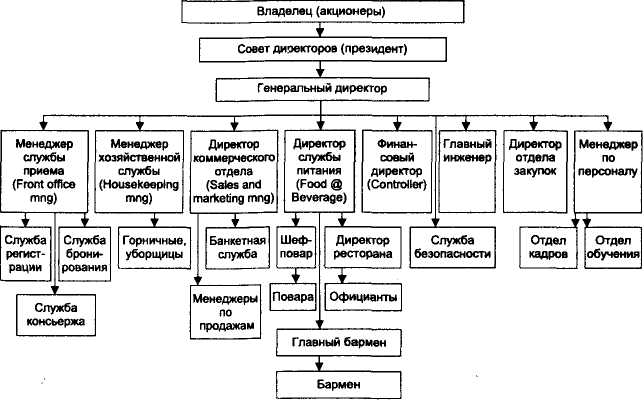 Владелец (акционеры)
Совет директоров (президент)
Генеральный директор
Менеджер
службы
приема
(Front office
mng)
Менеджер
хозяйственной
службы
(Housekeeping
mng)
Директор
коммерческого
отдела
(Sales and
marketing mng)
Директор
службы
питания
(Food @
Beverage)
Финан-
совый
директор
(Controller)
Главный
инженер
Директор
отдела
закупок
Менеджер
по
персоналу
Служба
регист-
рации
Служба
брони-
рования
Горничные,
уборщицы
Банкетная
служба
Шеф-
повар
Директор
ресторана
Служба
безопасности
Отдел
кадров
Отдел
обучения
Служба
консьержа
Менеджеры
по
продажам
Повара
Официанты
Главный бармен
Бармен